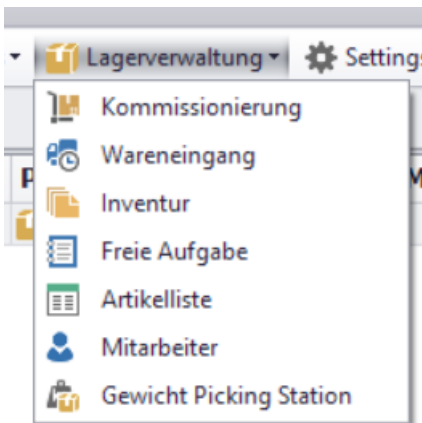 Lagerverwaltung
Settings
Kommissionierung
Wareneingang
Inventur
Freie Aufgabe
Artikelliste
Mitarbeiter
Gewicht Picking Station